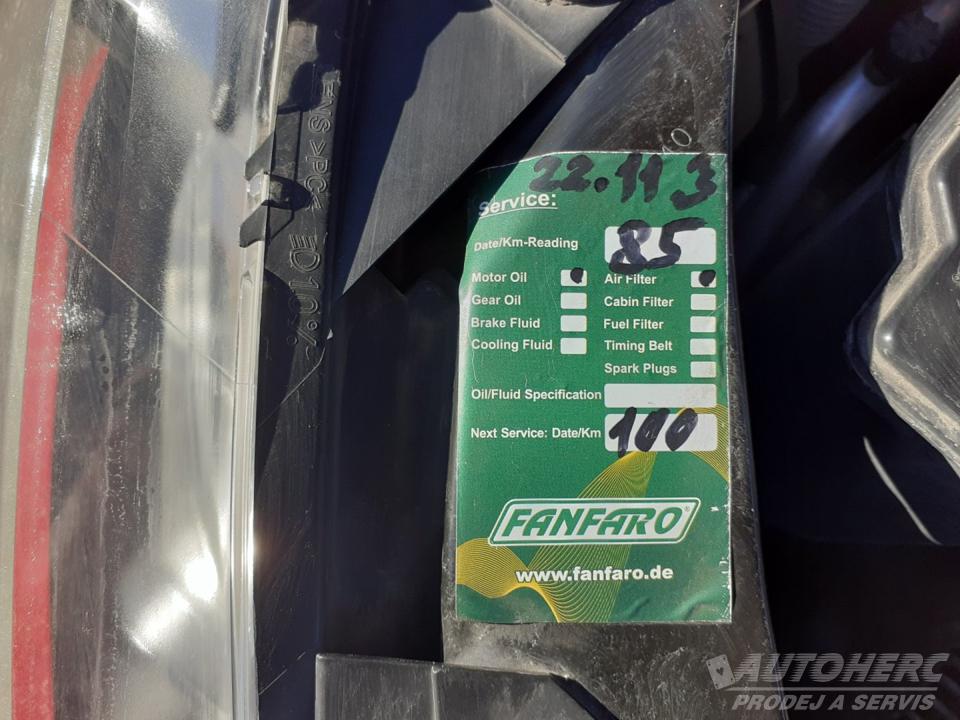 22.11 3
Service:
Date/Km-Reading 85
Motor Oil Air Filter
Gear Oil Cabin Filter
Brake Fluid Fuel Filter
Cooling Fluid Timing Belt
Spark Plugs
Oil/Fluid Specification
Next Service: Date/Km 100
FANFARO®
www.fanfaro.de
>PC<
AUTOHERC
PRODEJ A SERVIS